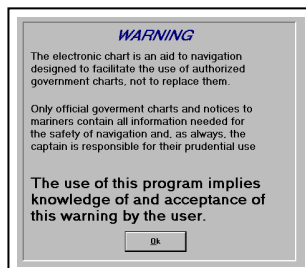 WARNING
The electronic chart is an aid to navigation
designed to facilitate the use of authorized
government charts, not to replace them.
Only official goverment charts and notices to
mariners contain all information needed for
the safety of navigation and, as always, the
captain is responsible for their prudential use
The use of this program implies
knowledge of and acceptance of
this warning by the user.
Ok